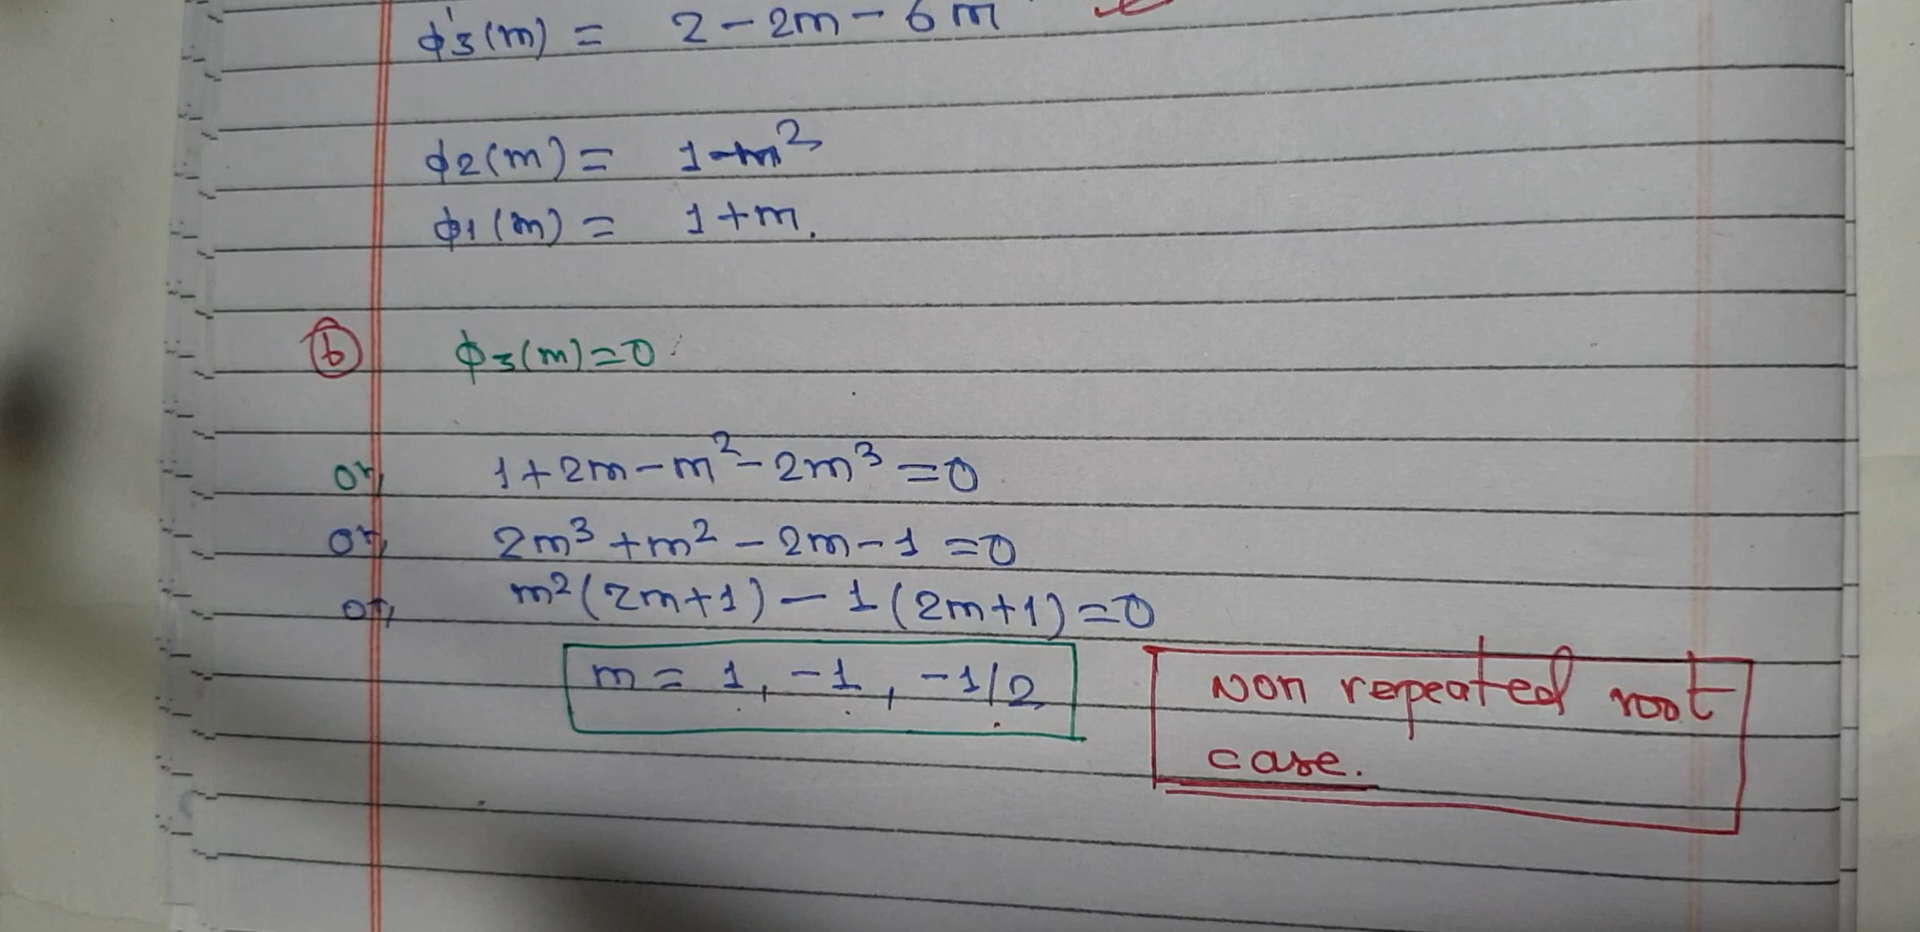 ϕ'₃(m) = 2 - 2m - 6m
ϕ₂(m) = 1-m²
ϕ₁(m) = 1+m.
ⓑ ϕ₃(m)=0
or, 1+2m-m²-2m³=0
or, 2m³+m²-2m-1=0
or, m²(2m+1)-1(2m+1)=0
m = 1, -1, -1/2
Non repeated root
case.